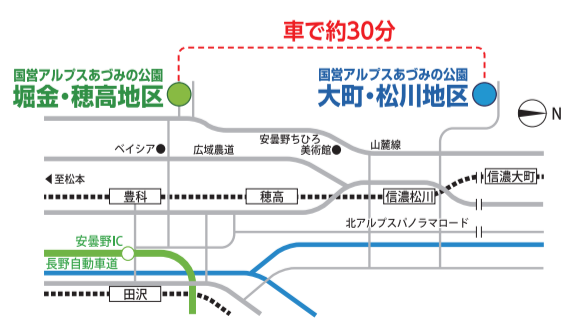 車で約30分
国営アルプスあづみの公園
堀金・穂高地区
国営アルプスあづみの公園
大町・松川地区
N
安曇野ちひろ
美術館
ベイシア
広域農道
山麓線
至松本
信濃大町
豊科
穂高
信濃松川
北アルプスパノラマロード
安曇野IC
長野自動車道
田沢